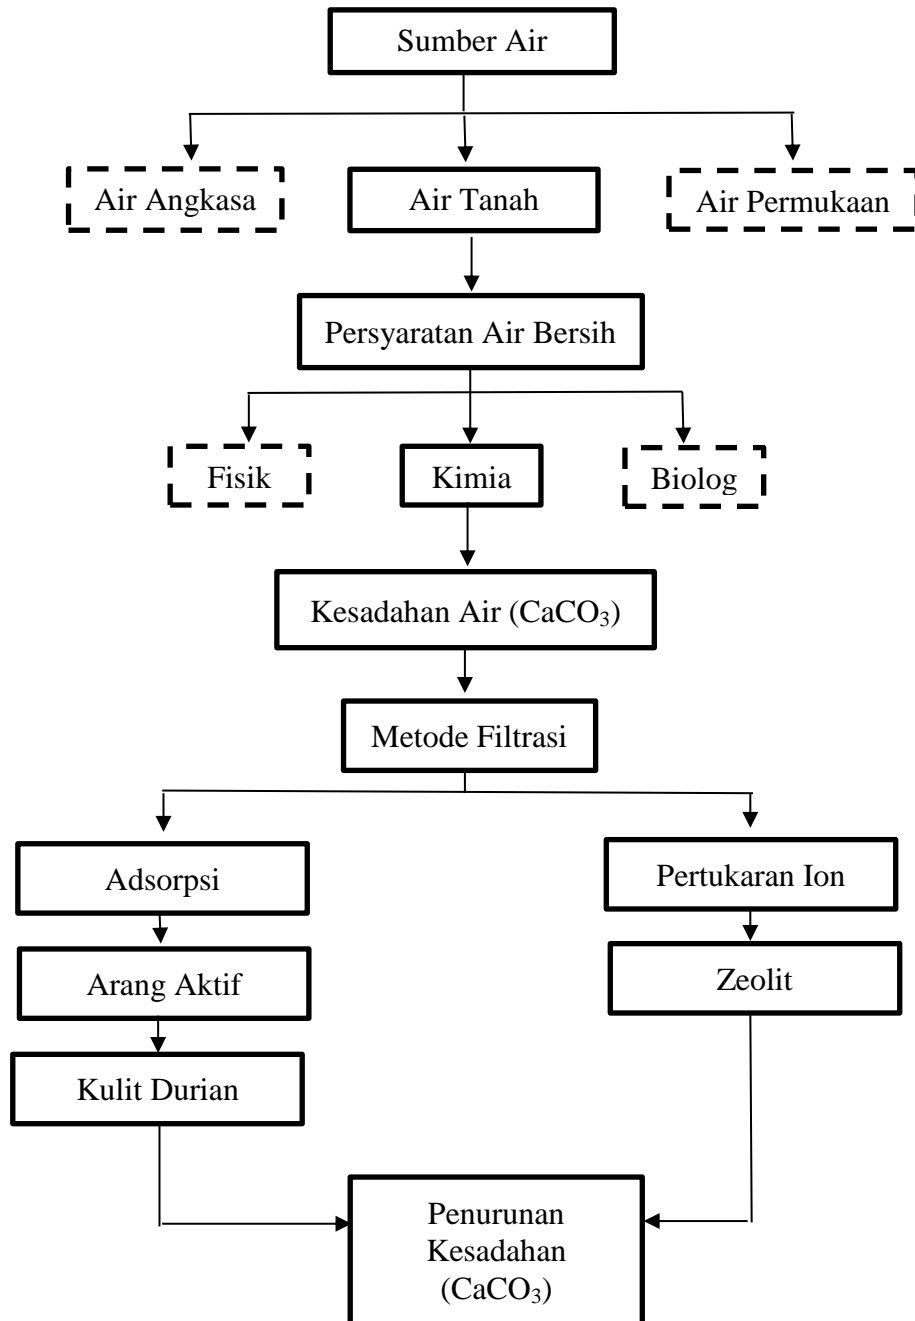 Sumber Air
Air Angkasa
Air Tanah
Air Permukaan
Persyaratan Air Bersih
Fisik
Kimia
Biolog
Kesadahan Air (CaCO₃)
Metode Filtrasi
Adsorpsi
Pertukaran Ion
Arang Aktif
Zeolit
Kulit Durian
Penurunan
Kesadahan
(CaCO₃)